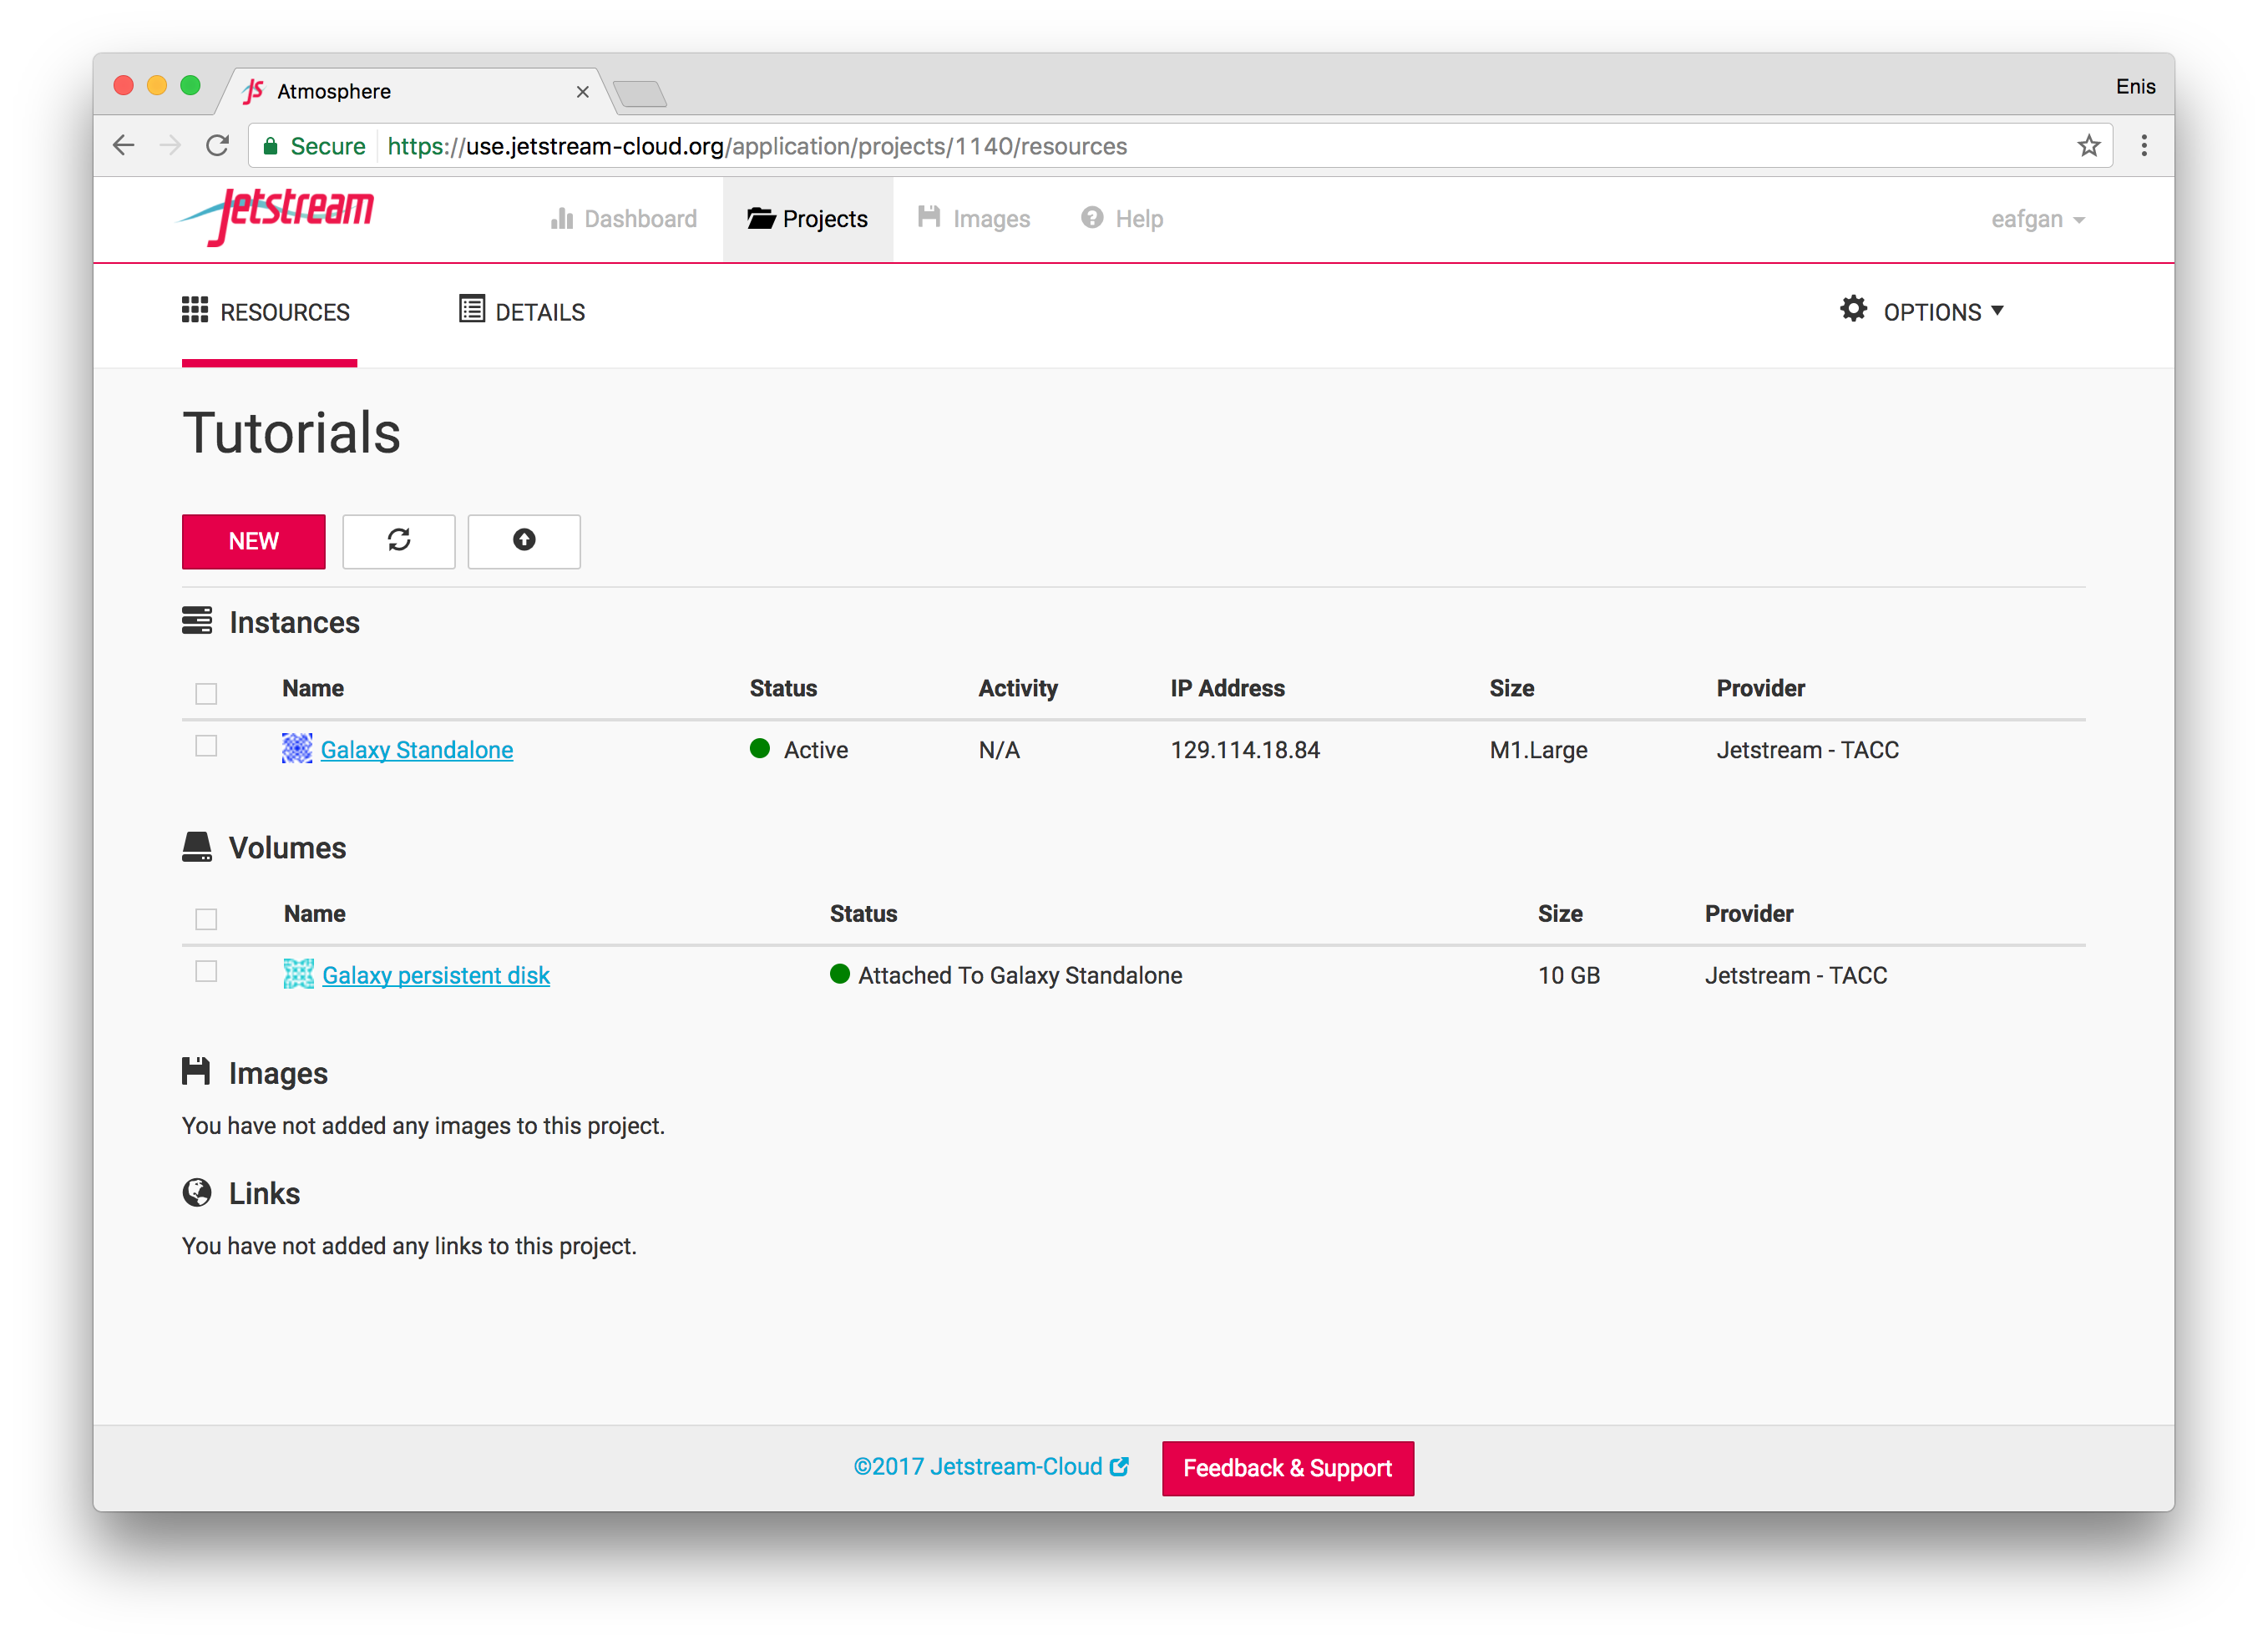 Atmosphere
Enis
Secure https://use.jetstream-cloud.org/application/projects/1140/resources
Jetstream Dashboard Projects Images Help eafgan
RESOURCES DETAILS OPTIONS
Tutorials
NEW
Instances
Name Status Activity IP Address Size Provider
Galaxy Standalone Active N/A 129.114.18.84 M1.Large Jetstream - TACC
Volumes
Name Status Size Provider
Galaxy persistent disk Attached To Galaxy Standalone 10 GB Jetstream - TACC
Images
You have not added any images to this project.
Links
You have not added any links to this project.
©2017 Jetstream-Cloud Feedback & Support